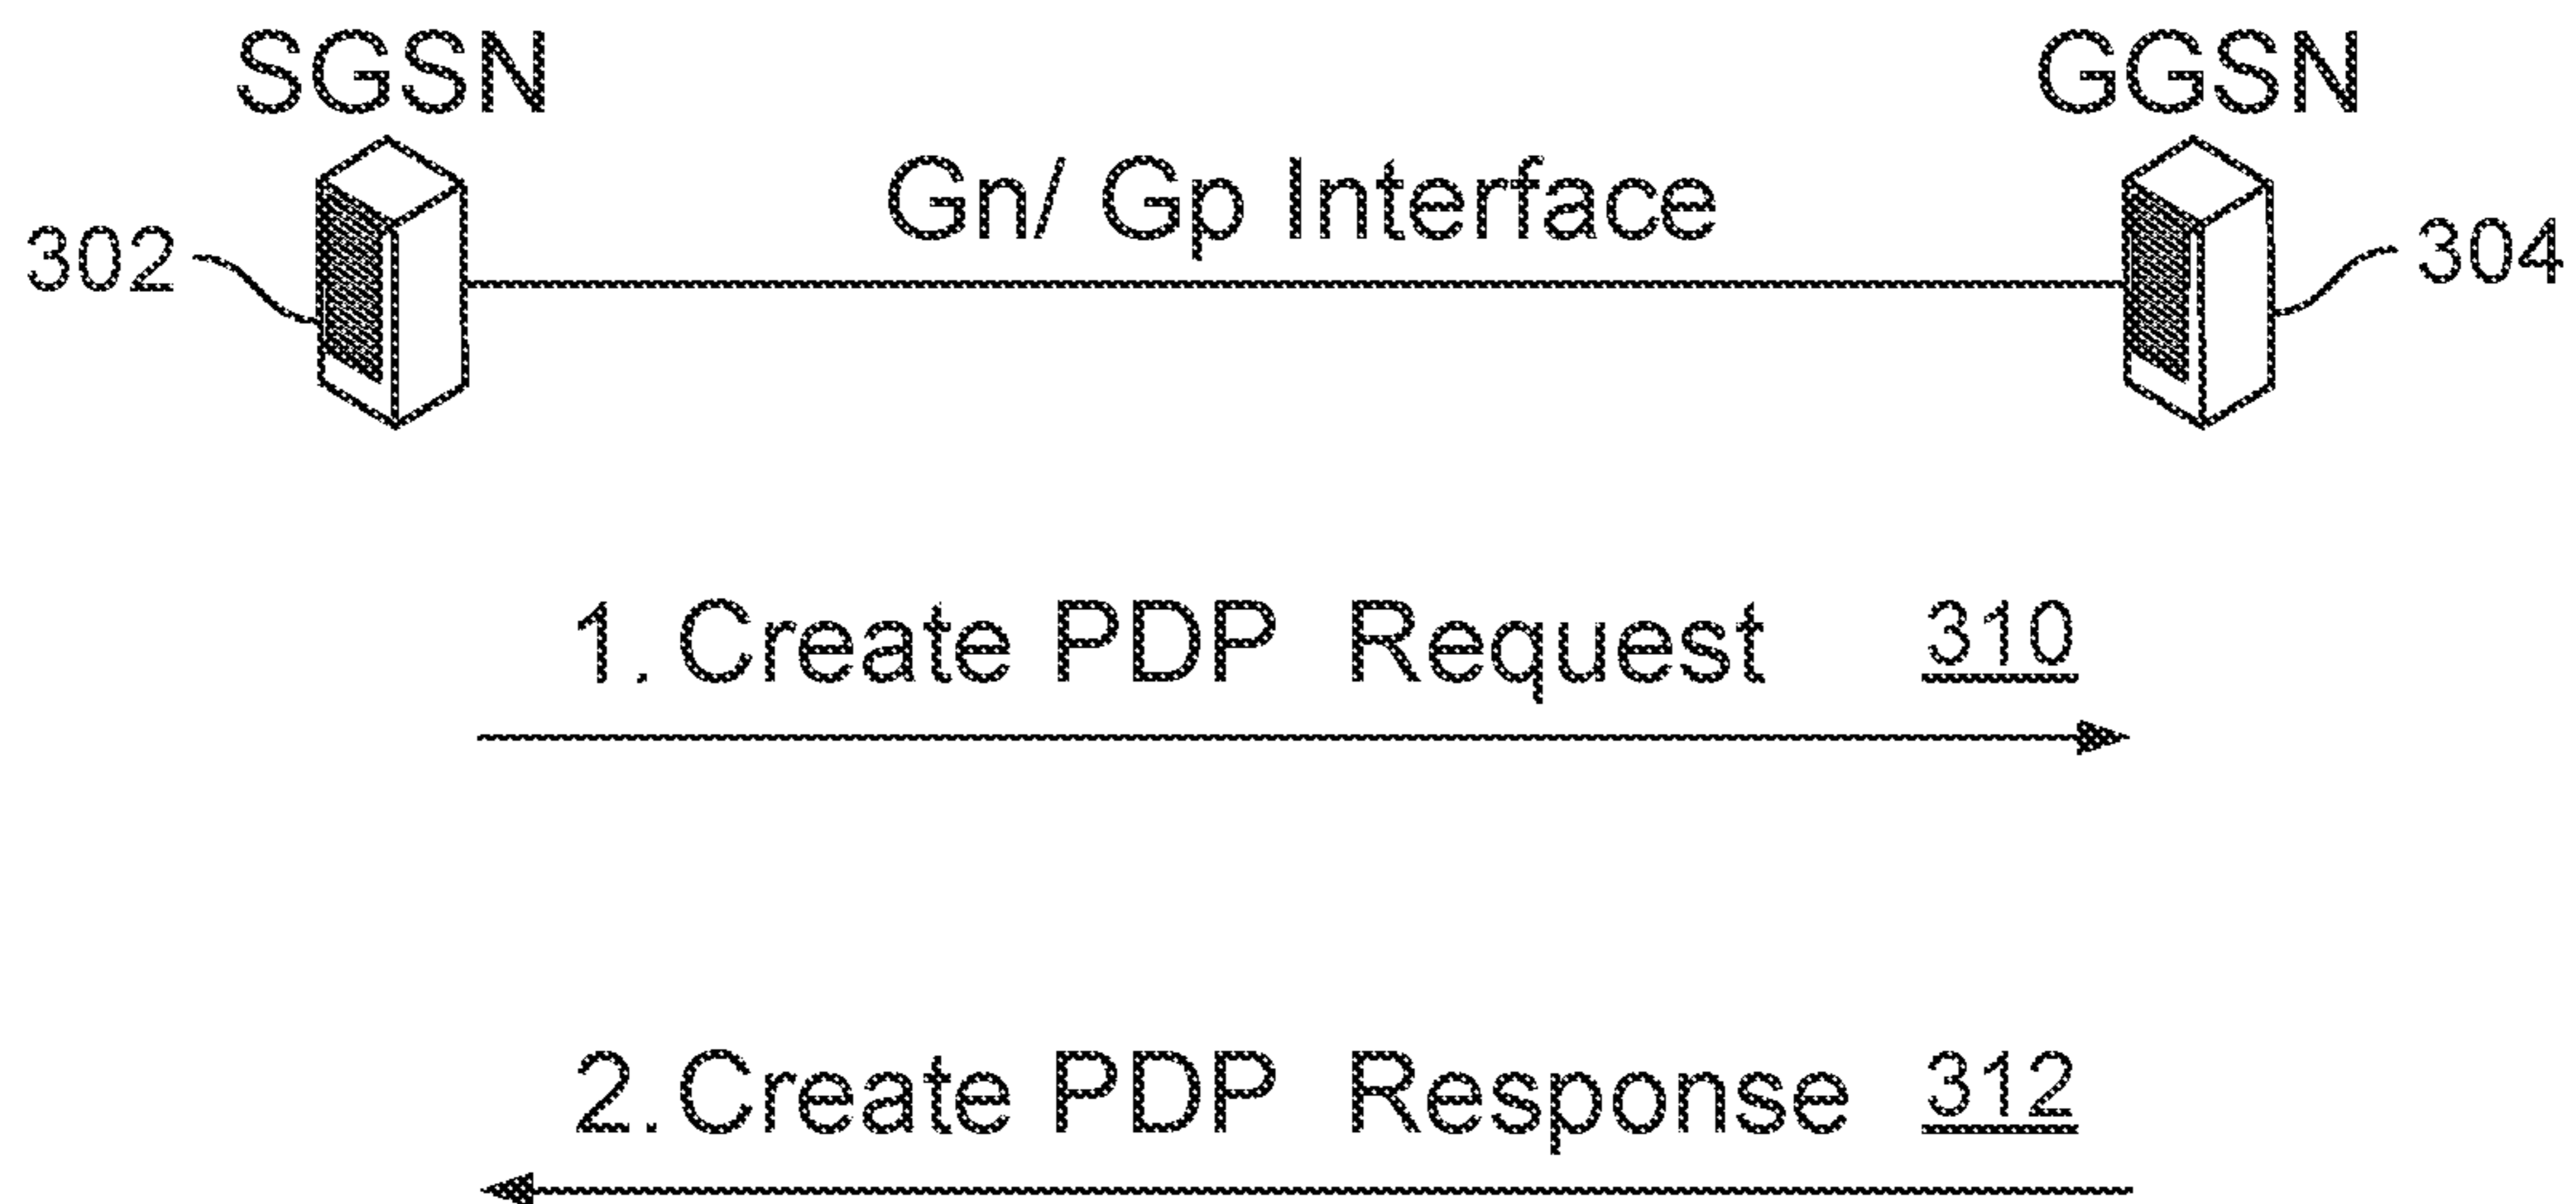 SGSN
GGSN
Gn/ Gp Interface
302
304
1. Create PDP Request 310
2. Create PDP Response 312